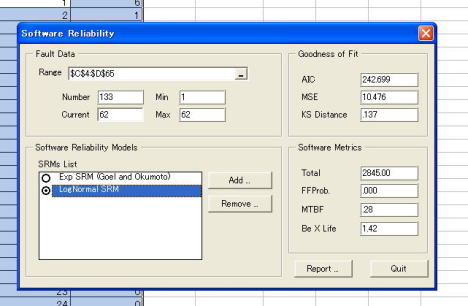 1 6
2 1
Software Reliability
Fault Data
Range $C$4:$D$65
Number 133 Min 1
Current 62 Max 62
Goodness of Fit
AIC 242.699
MSE 10.476
KS Distance .137
Software Reliability Models
SRMs List
Exp SRM (Goel and Okumoto)
LogNormal SRM
Add ..
Remove ..
Software Metrics
Total 2845.00
FFProb. .000
MTBF .28
Be X Life 1.42
Report ..
Quit
23 0
24 0